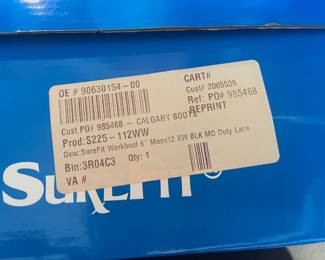 OE # 90630154-00
CART#
Cust# 2005535
Cust PO# 985468 - CALGARY BOOTS
Ref: PO# 985468
Prod:S225-112WW
REPRINT
Desc:SureFit Workboot 6" Mens12 XW BLK MD Duty Lace
Bin:3R04C3 Qty: 1
VA #
SureFit®